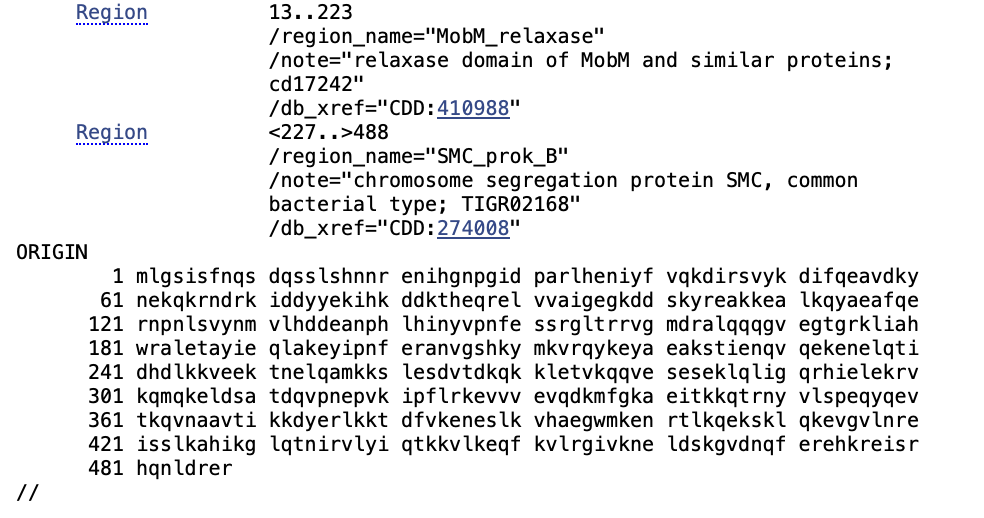 Region          13..223
                /region_name="MobM_relaxase"
                /note="relaxase domain of MobM and similar proteins;
                cd17242"
                /db_xref="CDD:410988"
Region          <227..>488
                /region_name="SMC_prok_B"
                /note="chromosome segregation protein SMC, common
                bacterial type; TIGR02168"
                /db_xref="CDD:274008"
ORIGIN
        1 mlgsisfnqs dqsslshnnr enihgnpgid parlheniyf vqkdirsvyk difqeavdky
       61 nekqkrndrk iddyyekihk ddktheqrel vvaigegkdd skyreakkea lkqyaeafqe
      121 rnpnlsvynm vlhddeanph lhinyvpnfe ssrgltrrvg mdralqqqgv egtgrkliah
      181 wraletayie qlakeyipnf eranvgshky mkvrqykeya eakstienqv qekenelqti
      241 dhdlkkveek tnelqamkks lesdvtdkqk kletvkqqve seseklqlig qrhielekrv
      301 kqmqkeldsa tdqvpnepvk ipflrkevvv evqdkmfgka eitkkqtrny vlspeqyqev
      361 tkqvnaavti kkdyerlkkt dfvkeneslk vhaegwmken rtlkqekskl qkevgvlnre
      421 isslkahikg lqtnirvlyi qtkkvlkeqf kvlrgivkne ldskgvdnqf erehkreisr
      481 hqnldrer
//